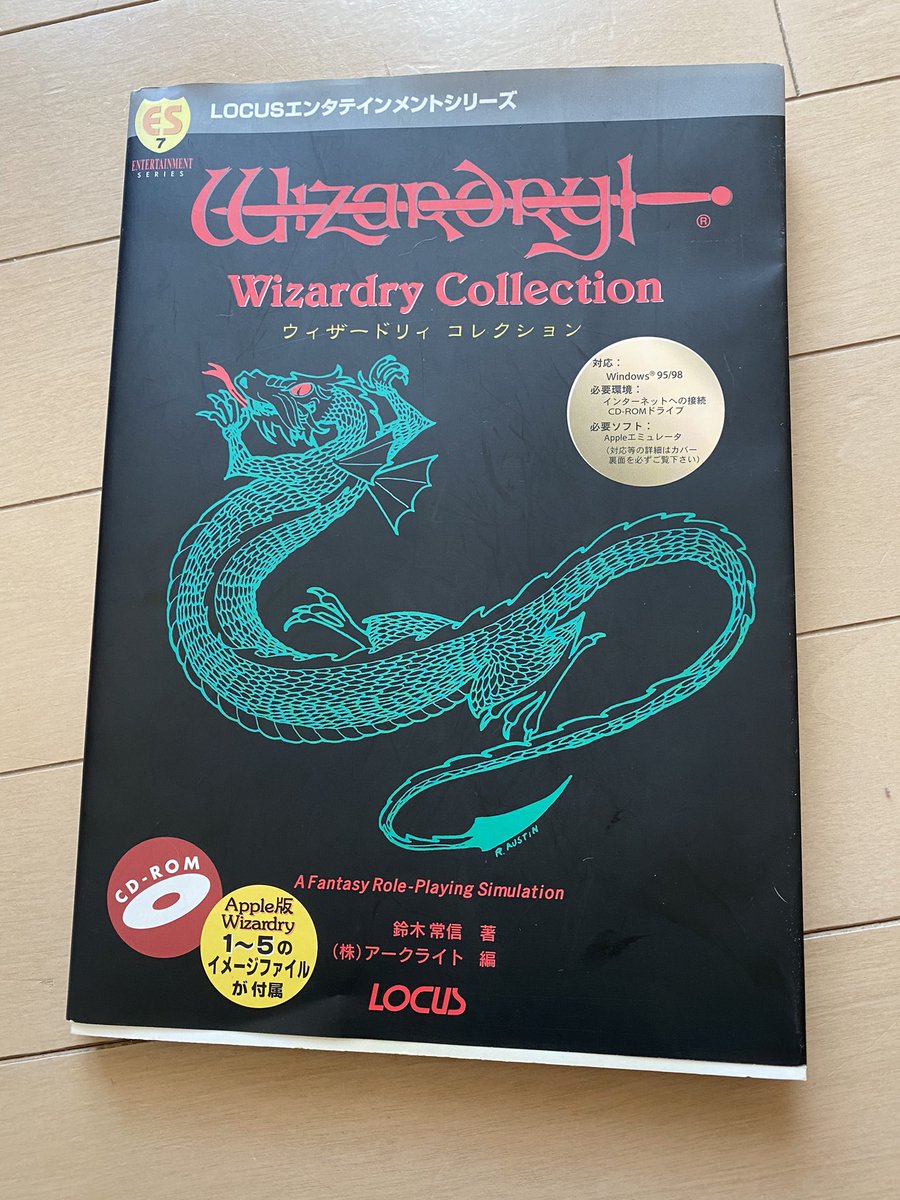 ES
7
ENTERTAINMENT
SERIES
LOCUSエンタテインメントシリーズ
Wizardry
®
Wizardry Collection
ウィザードリィ コレクション
対応：
Windows® 95/98
必要環境：
インターネットへの接続
CD-ROMドライブ
必要ソフト：
Appleエミュレータ
（対応等の詳細はカバー
裏面を必ずご覧下さい）
R. AUSTIN
CD-ROM
A Fantasy Role-Playing Simulation
Apple版
Wizardry
1〜5の
イメージファイル
が 付属
鈴木 常信 著
（株）アークライト 編
LOCUS